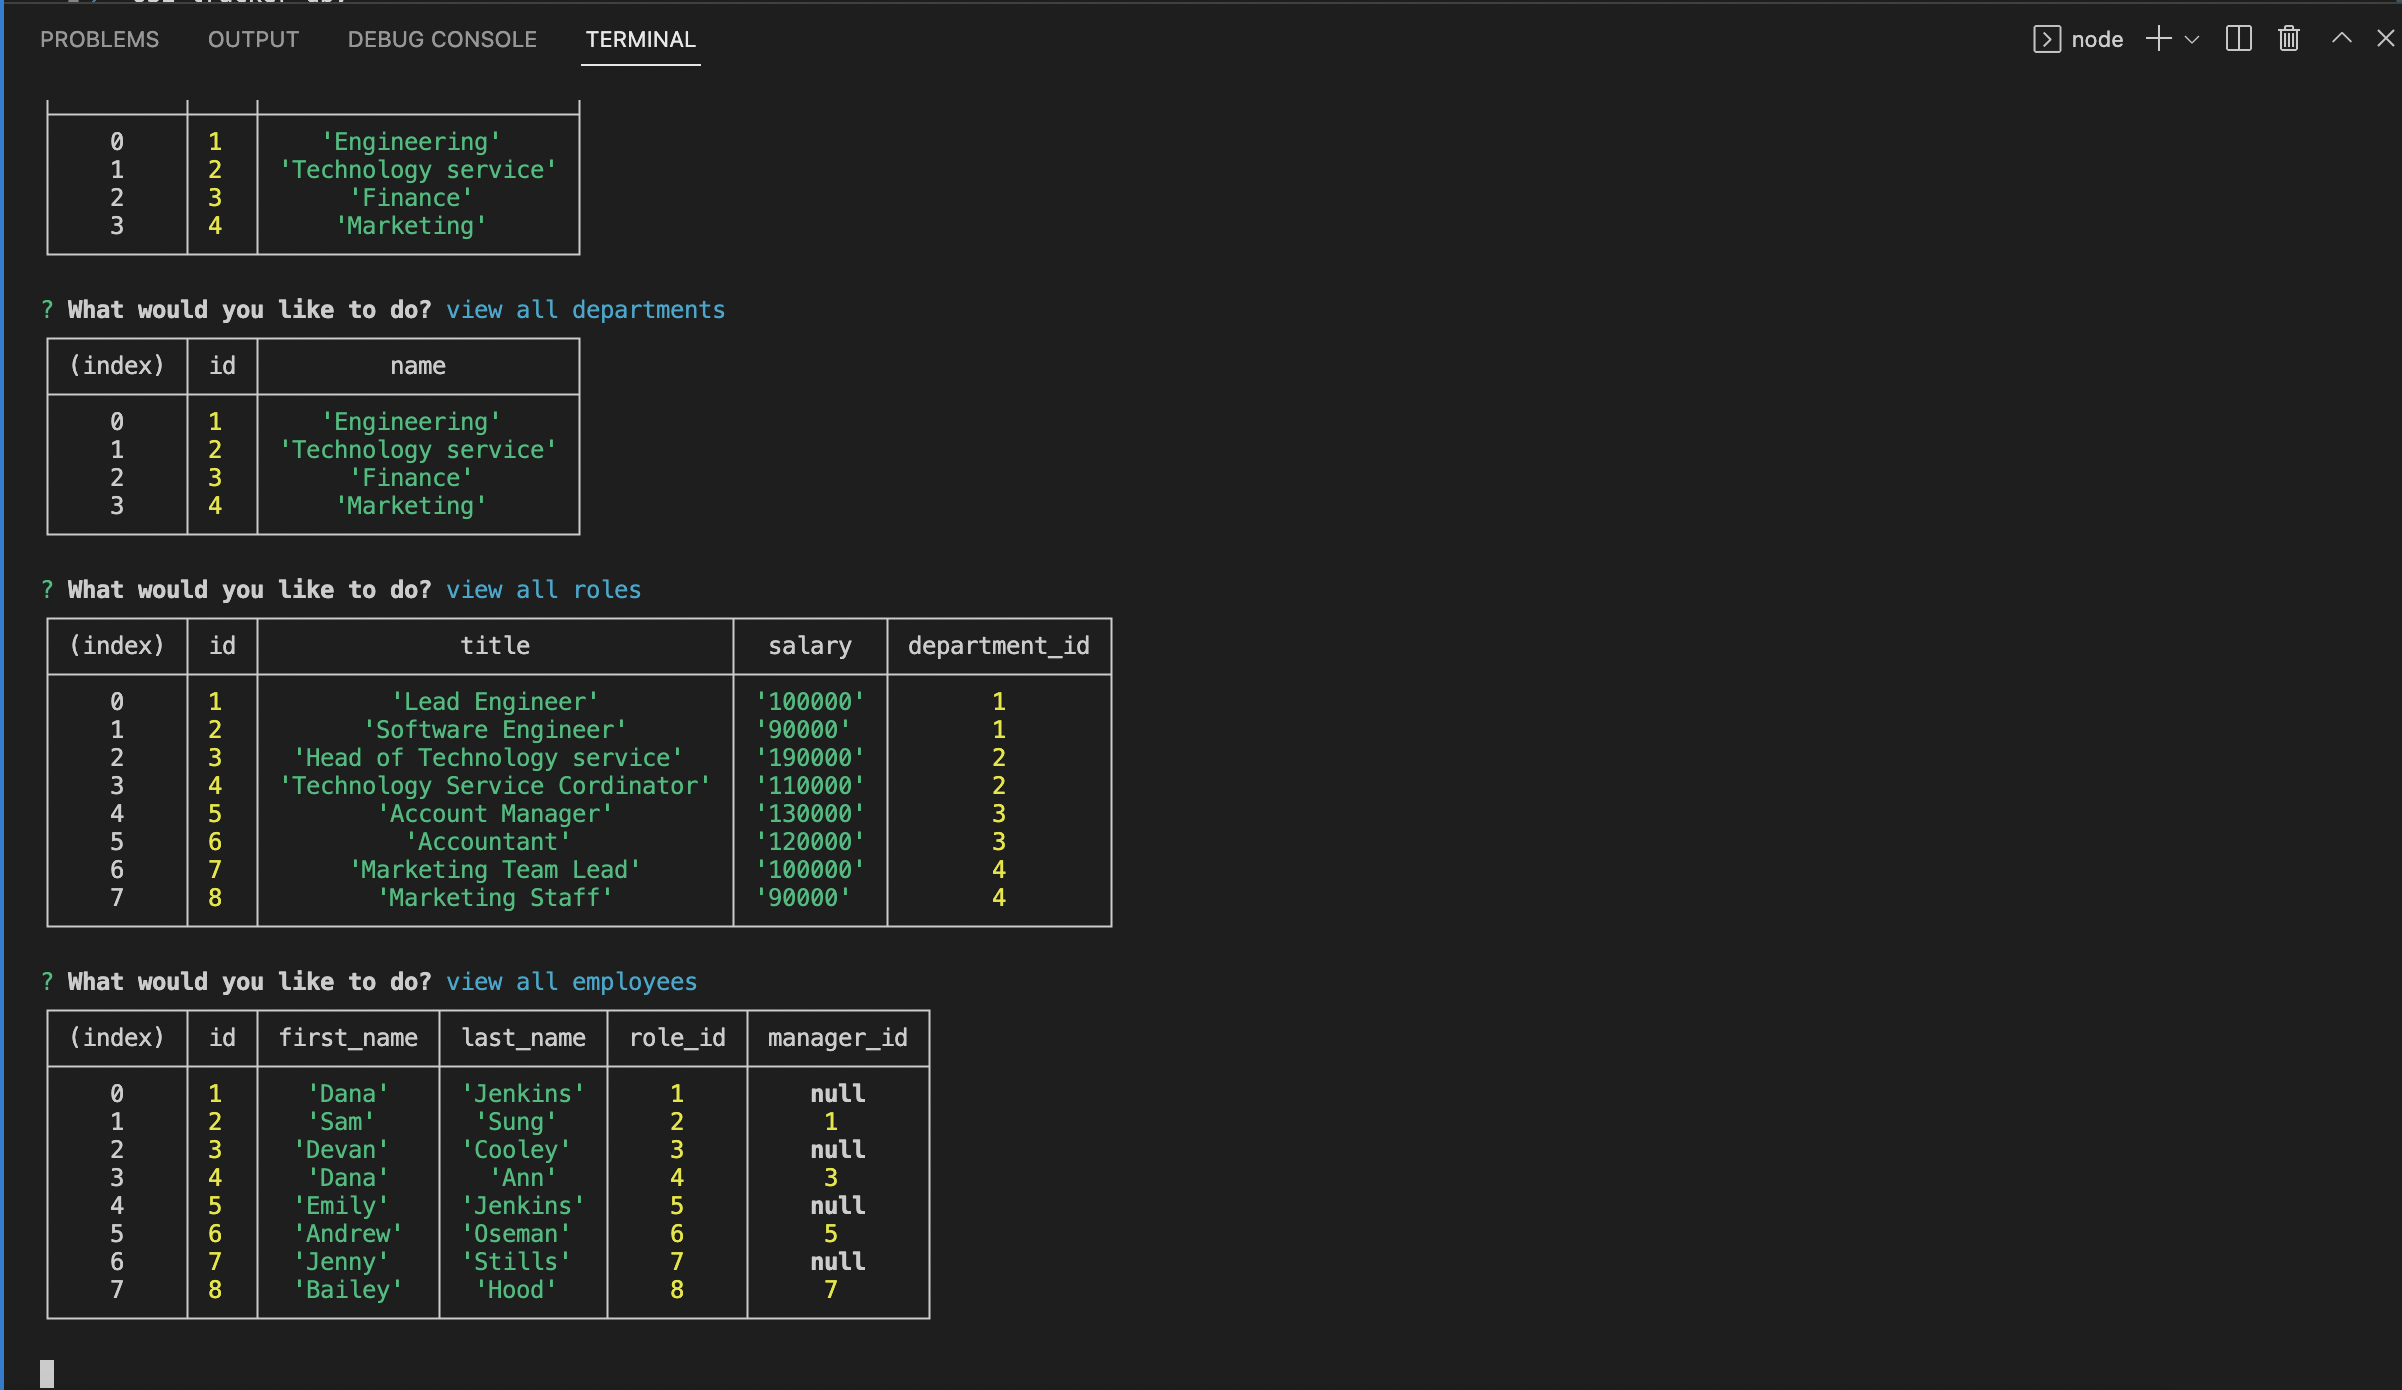 PROBLEMS OUTPUT DEBUG CONSOLE TERMINAL node
0 1 'Engineering'
1 2 'Technology service'
2 3 'Finance'
3 4 'Marketing'
? What would you like to do? view all departments
(index) id name
0 1 'Engineering'
1 2 'Technology service'
2 3 'Finance'
3 4 'Marketing'
? What would you like to do? view all roles
(index) id title salary department_id
0 1 'Lead Engineer' '100000' 1
1 2 'Software Engineer' '90000' 1
2 3 'Head of Technology service' '190000' 2
3 4 'Technology Service Cordinator' '110000' 2
4 5 'Account Manager' '130000' 3
5 6 'Accountant' '120000' 3
6 7 'Marketing Team Lead' '100000' 4
7 8 'Marketing Staff' '90000' 4
? What would you like to do? view all employees
(index) id first_name last_name role_id manager_id
0 1 'Dana' 'Jenkins' 1 null
1 2 'Sam' 'Sung' 2 1
2 3 'Devan' 'Cooley' 3 null
3 4 'Dana' 'Ann' 4 3
4 5 'Emily' 'Jenkins' 5 null
5 6 'Andrew' 'Oseman' 6 5
6 7 'Jenny' 'Stills' 7 null
7 8 'Bailey' 'Hood' 8 7